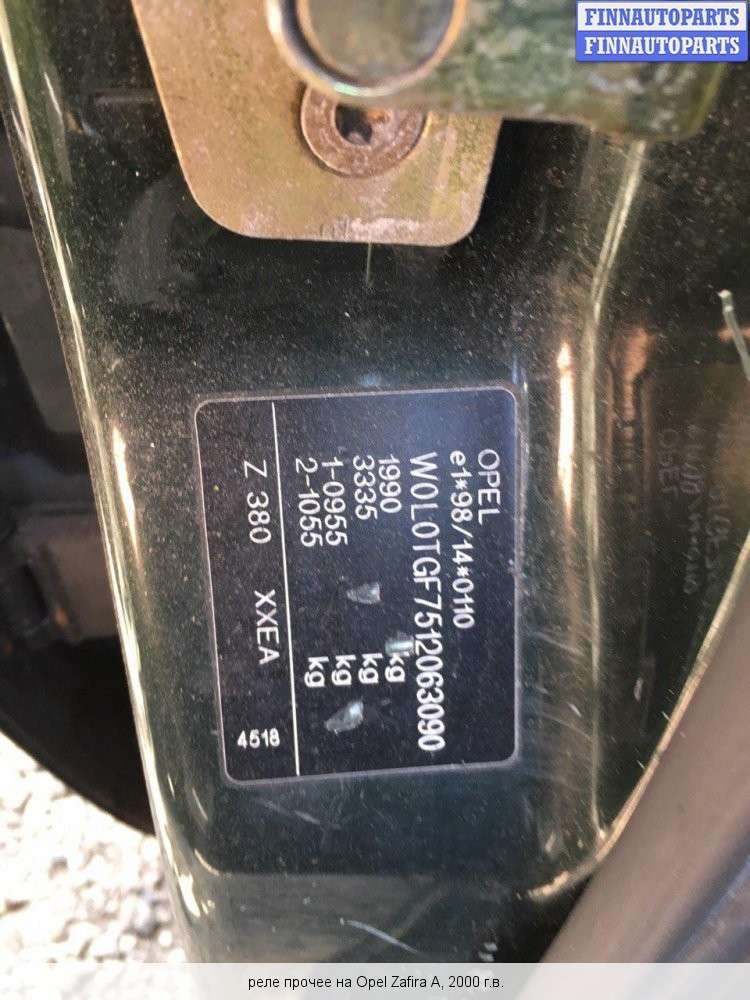 FINNAUTOPARTS
FINNAUTOPARTS
OPEL
e1*98/14*0110
W0L0TGF7512063090
1990 kg
3335 kg
1-0955 kg
2-1055 kg
Z 380 XXEA 4518
реле прочее на Opel Zafira A, 2000 г.в.